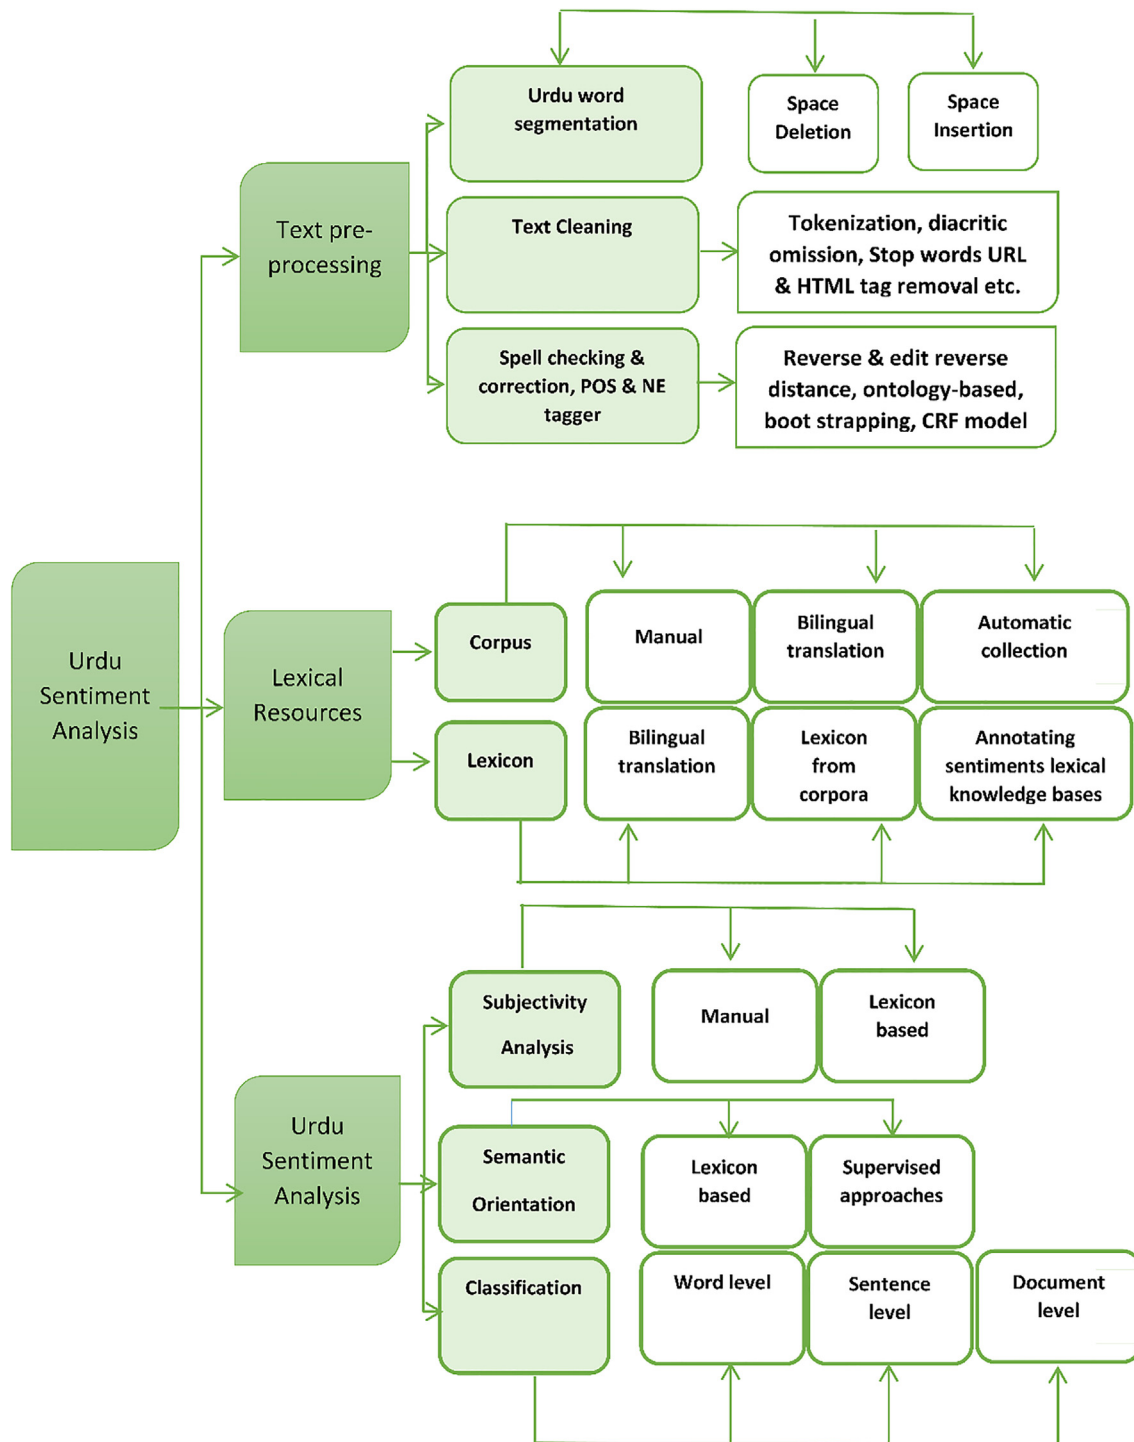 Urdu word
segmentation
Space
Deletion
Space
Insertion
Text pre-
processing
Text Cleaning
Tokenization, diacritic
omission, Stop words URL
& HTML tag removal etc.
Spell checking &
correction, POS & NE
tagger
Reverse & edit reverse
distance, ontology-based,
boot strapping, CRF model
Urdu
Sentiment
Analysis
Lexical
Resources
Corpus
Manual
Bilingual
translation
Automatic
collection
Lexicon
Bilingual
translation
Lexicon
from
corpora
Annotating
sentiments lexical
knowledge bases
Subjectivity
Analysis
Manual
Lexicon
based
Urdu
Sentiment
Analysis
Semantic
Orientation
Lexicon
based
Supervised
approaches
Classification
Word level
Sentence
level
Document
level